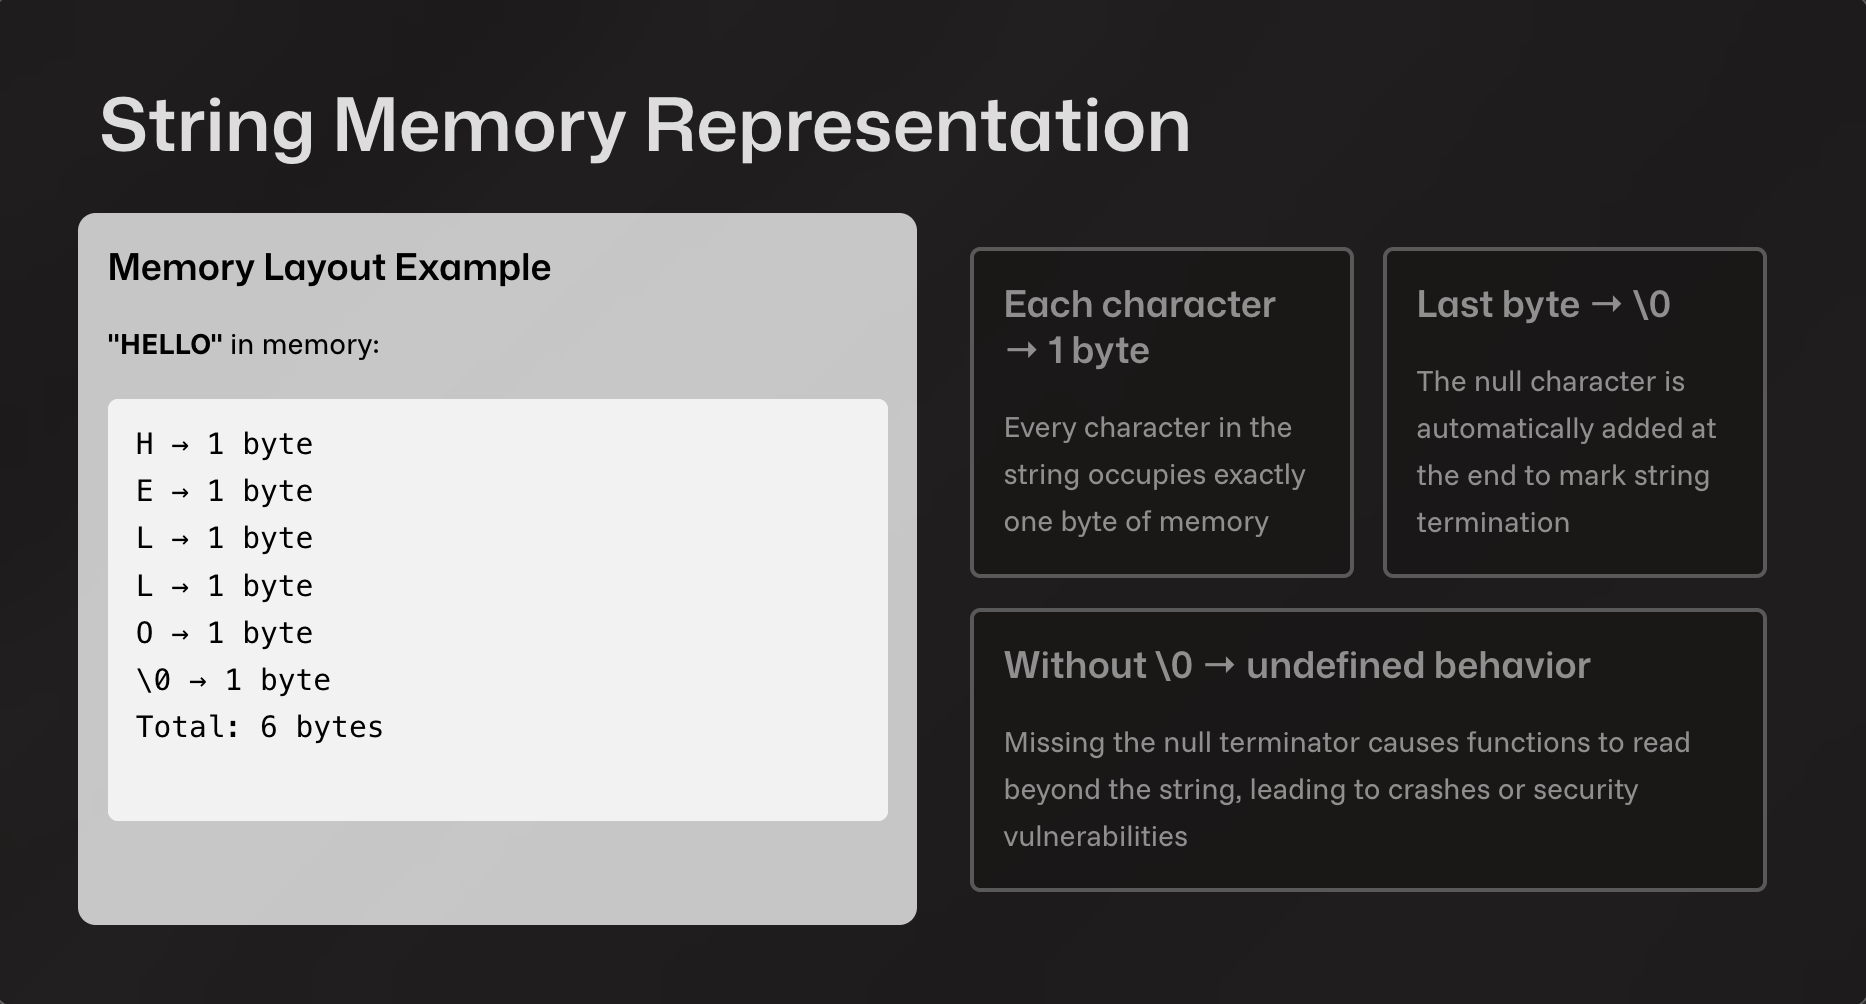 String Memory Representation
Memory Layout Example
"HELLO" in memory:
H → 1 byte
E → 1 byte
L → 1 byte
L → 1 byte
O → 1 byte
\0 → 1 byte
Total: 6 bytes
Each character
→ 1 byte
Every character in the
string occupies exactly
one byte of memory
Last byte → \0
The null character is
automatically added at
the end to mark string
termination
Without \0 → undefined behavior
Missing the null terminator causes functions to read
beyond the string, leading to crashes or security
vulnerabilities